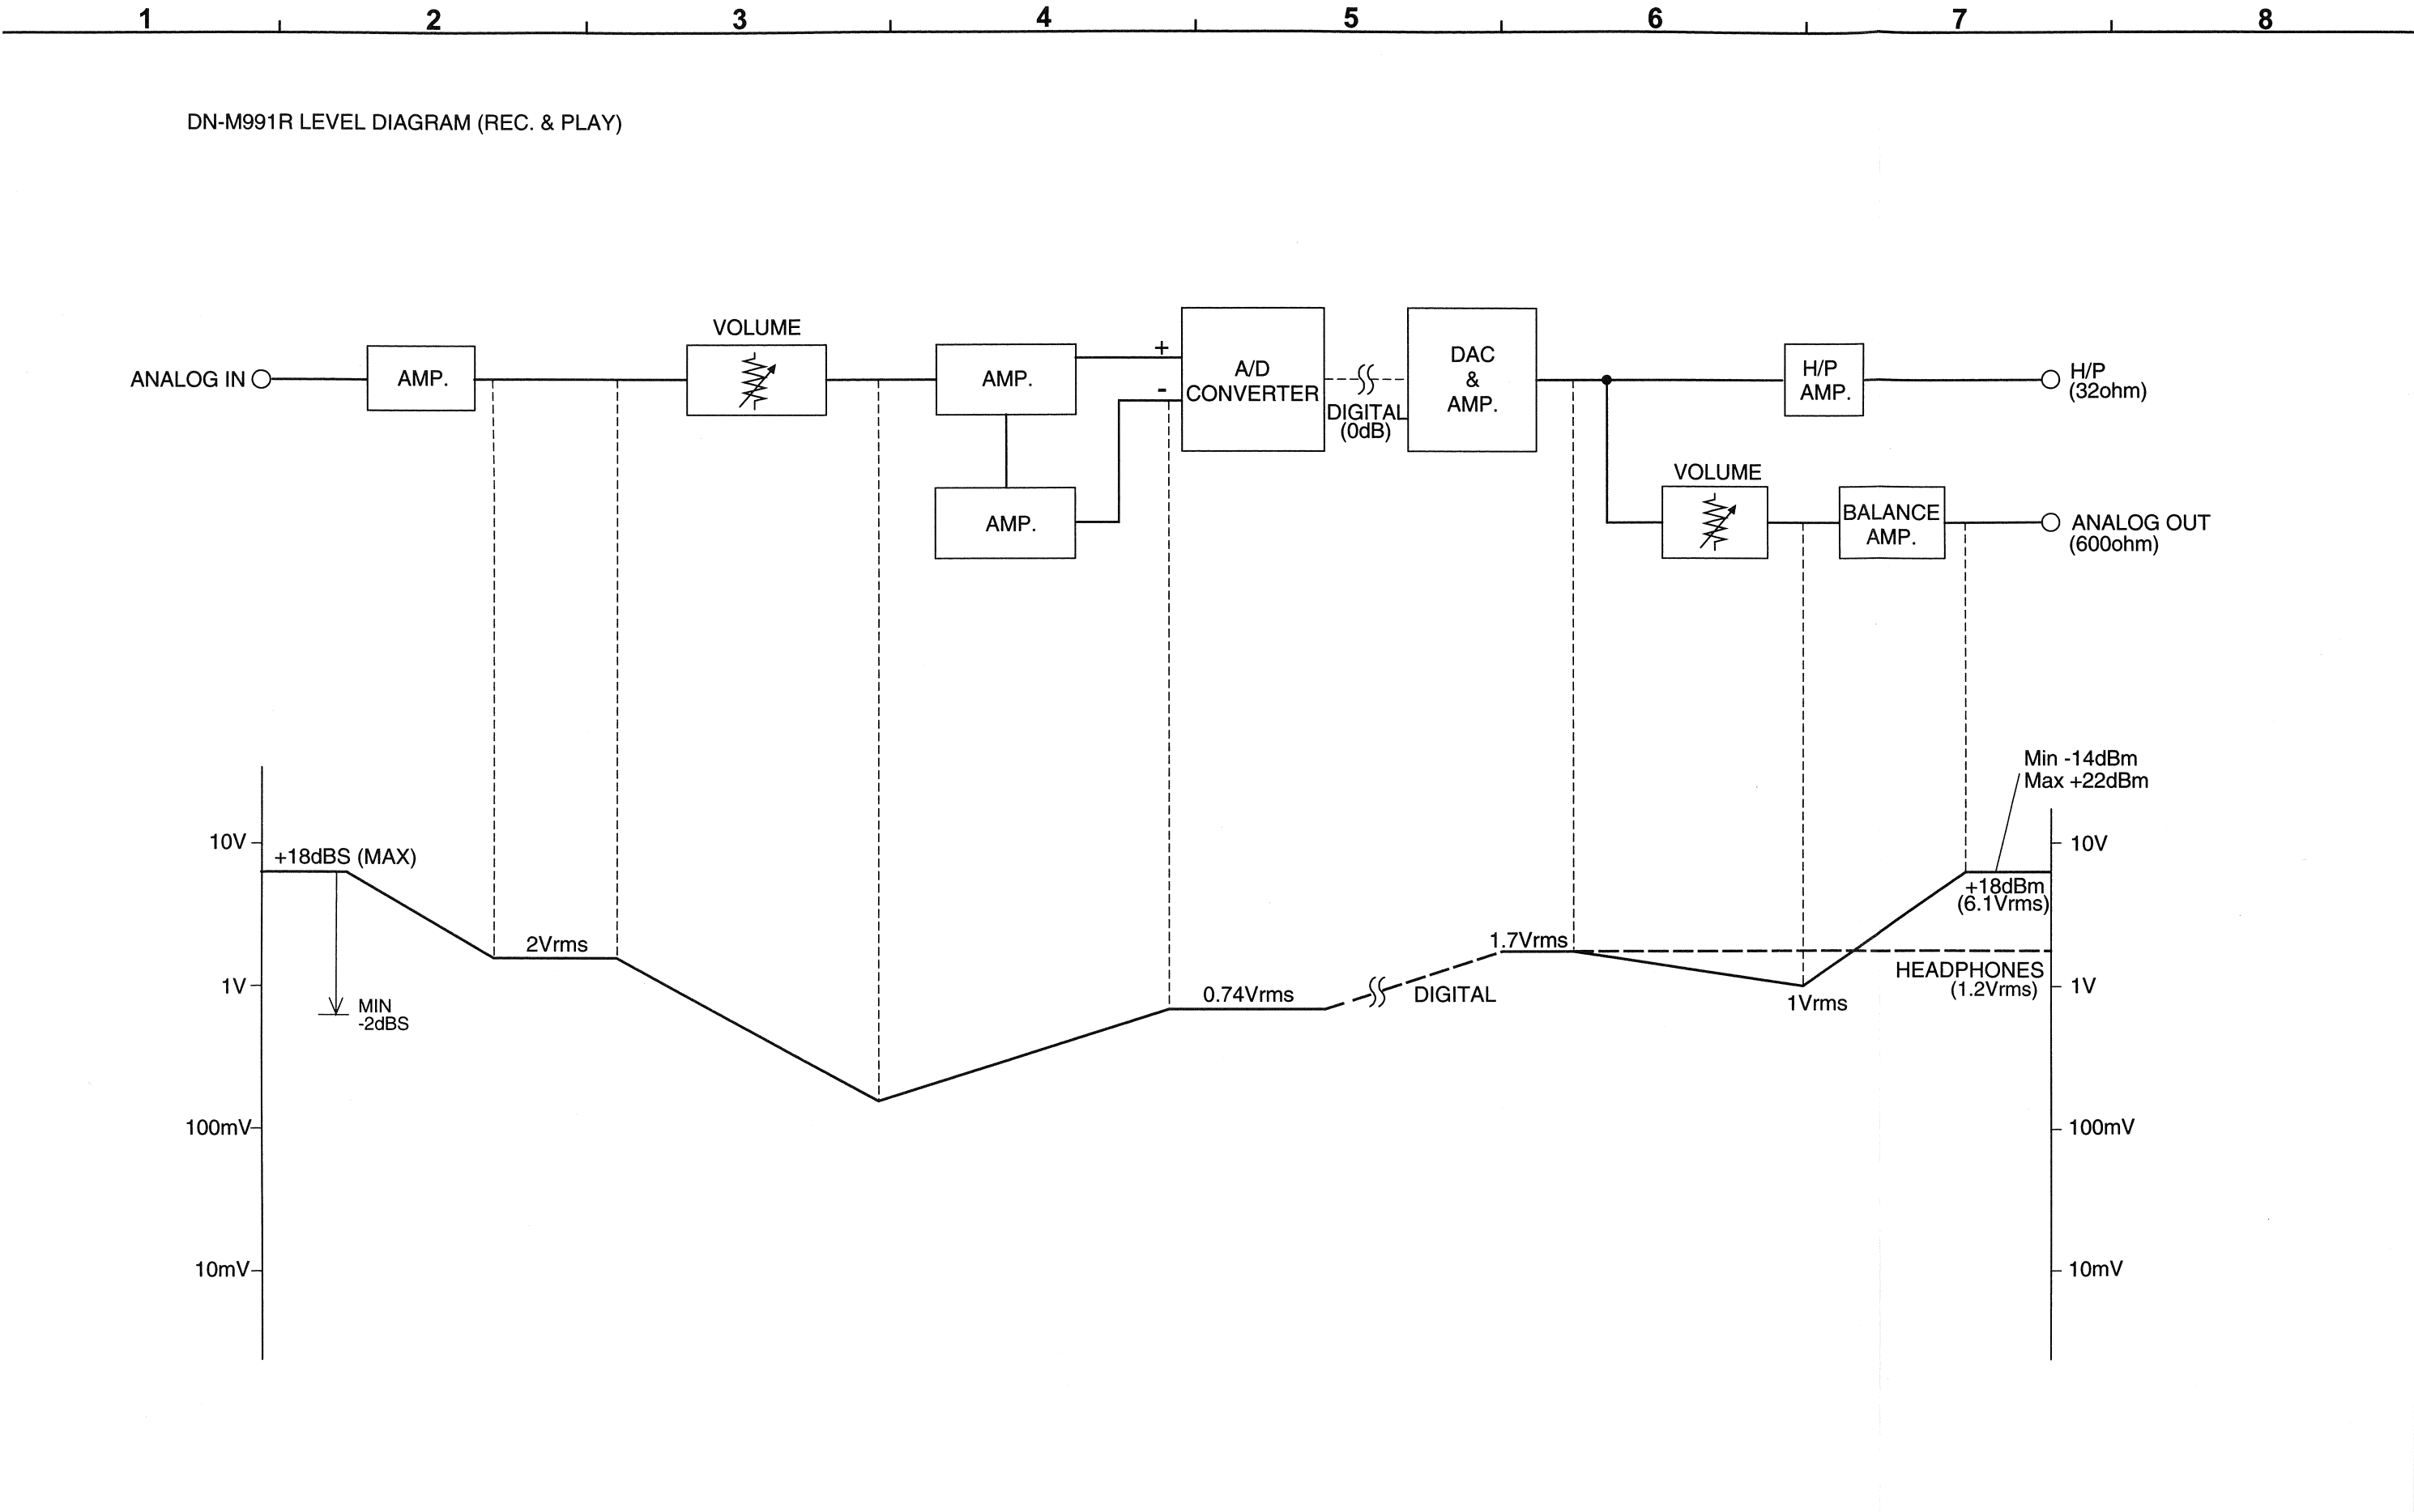 1 2 3 4 5 6 7 8
DN-M991R LEVEL DIAGRAM (REC. & PLAY)
ANALOG IN
AMP.
VOLUME
AMP.
AMP.
+
-
A/D
CONVERTER
DIGITAL
(0dB)
DAC
&
AMP.
H/P
AMP.
H/P
(32ohm)
VOLUME
BALANCE
AMP.
ANALOG OUT
(600ohm)
Min -14dBm
Max +22dBm
10V
+18dBS (MAX)
2Vrms
1V
MIN
-2dBS
100mV
10mV
0.74Vrms
DIGITAL
1.7Vrms
1Vrms
10V
+18dBm
(6.1Vrms)
HEADPHONES
(1.2Vrms)
1V
100mV
10mV